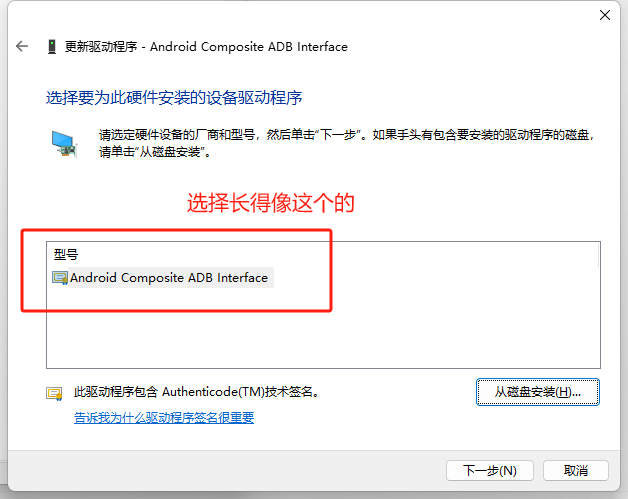 更新驱动程序 - Android Composite ADB Interface
选择要为此硬件安装的设备驱动程序
请选定硬件设备的厂商和型号，然后单击“下一步”。如果手头有包含要安装的驱动程序的磁盘，
请单击“从磁盘安装”。
选择长得像这个的
型号
Android Composite ADB Interface
此驱动程序包含 Authenticode(TM)技术签名。
从磁盘安装(H)...
告诉我为什么驱动程序签名很重要
下一步(N)
取消